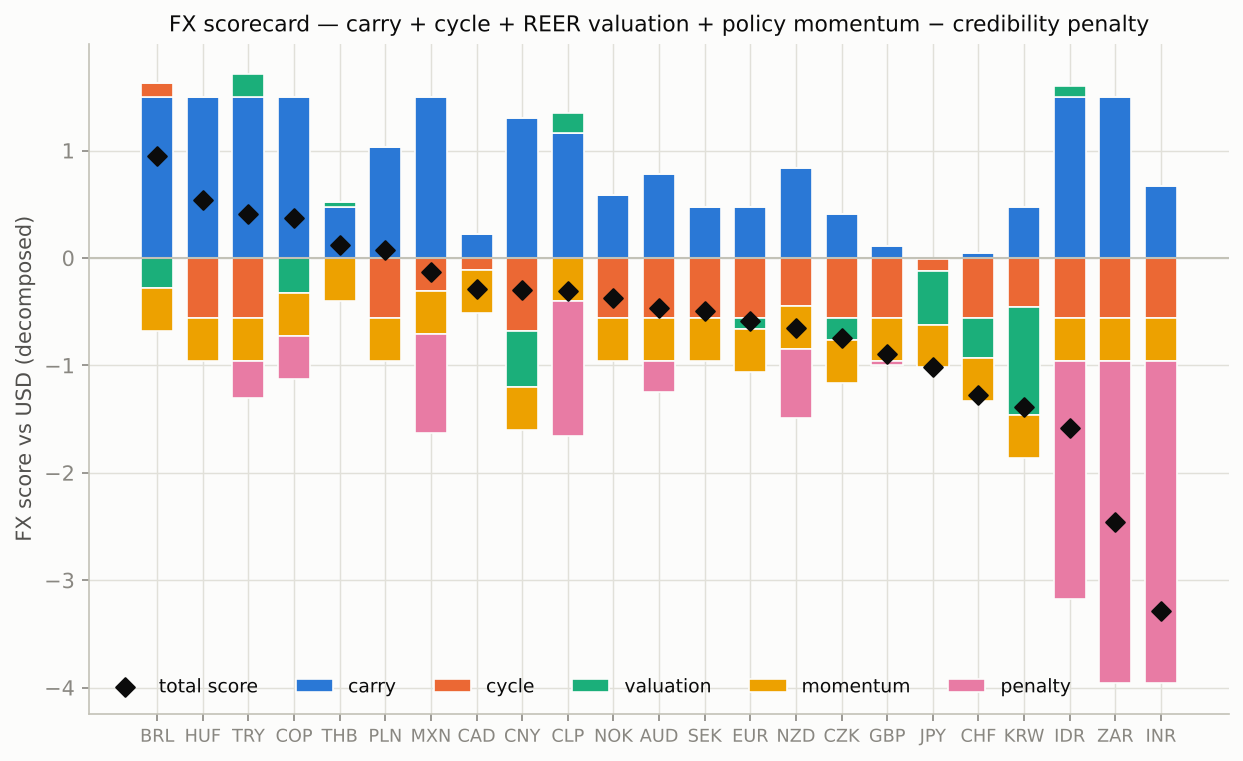 FX scorecard — carry + cycle + REER valuation + policy momentum − credibility penalty
FX score vs USD (decomposed)
1
0
−1
−2
−3
−4
total score carry cycle valuation momentum penalty
BRL HUF TRY COP THB PLN MXN CAD CNY CLP NOK AUD SEK EUR NZD CZK GBP JPY CHF KRW IDR ZAR INR